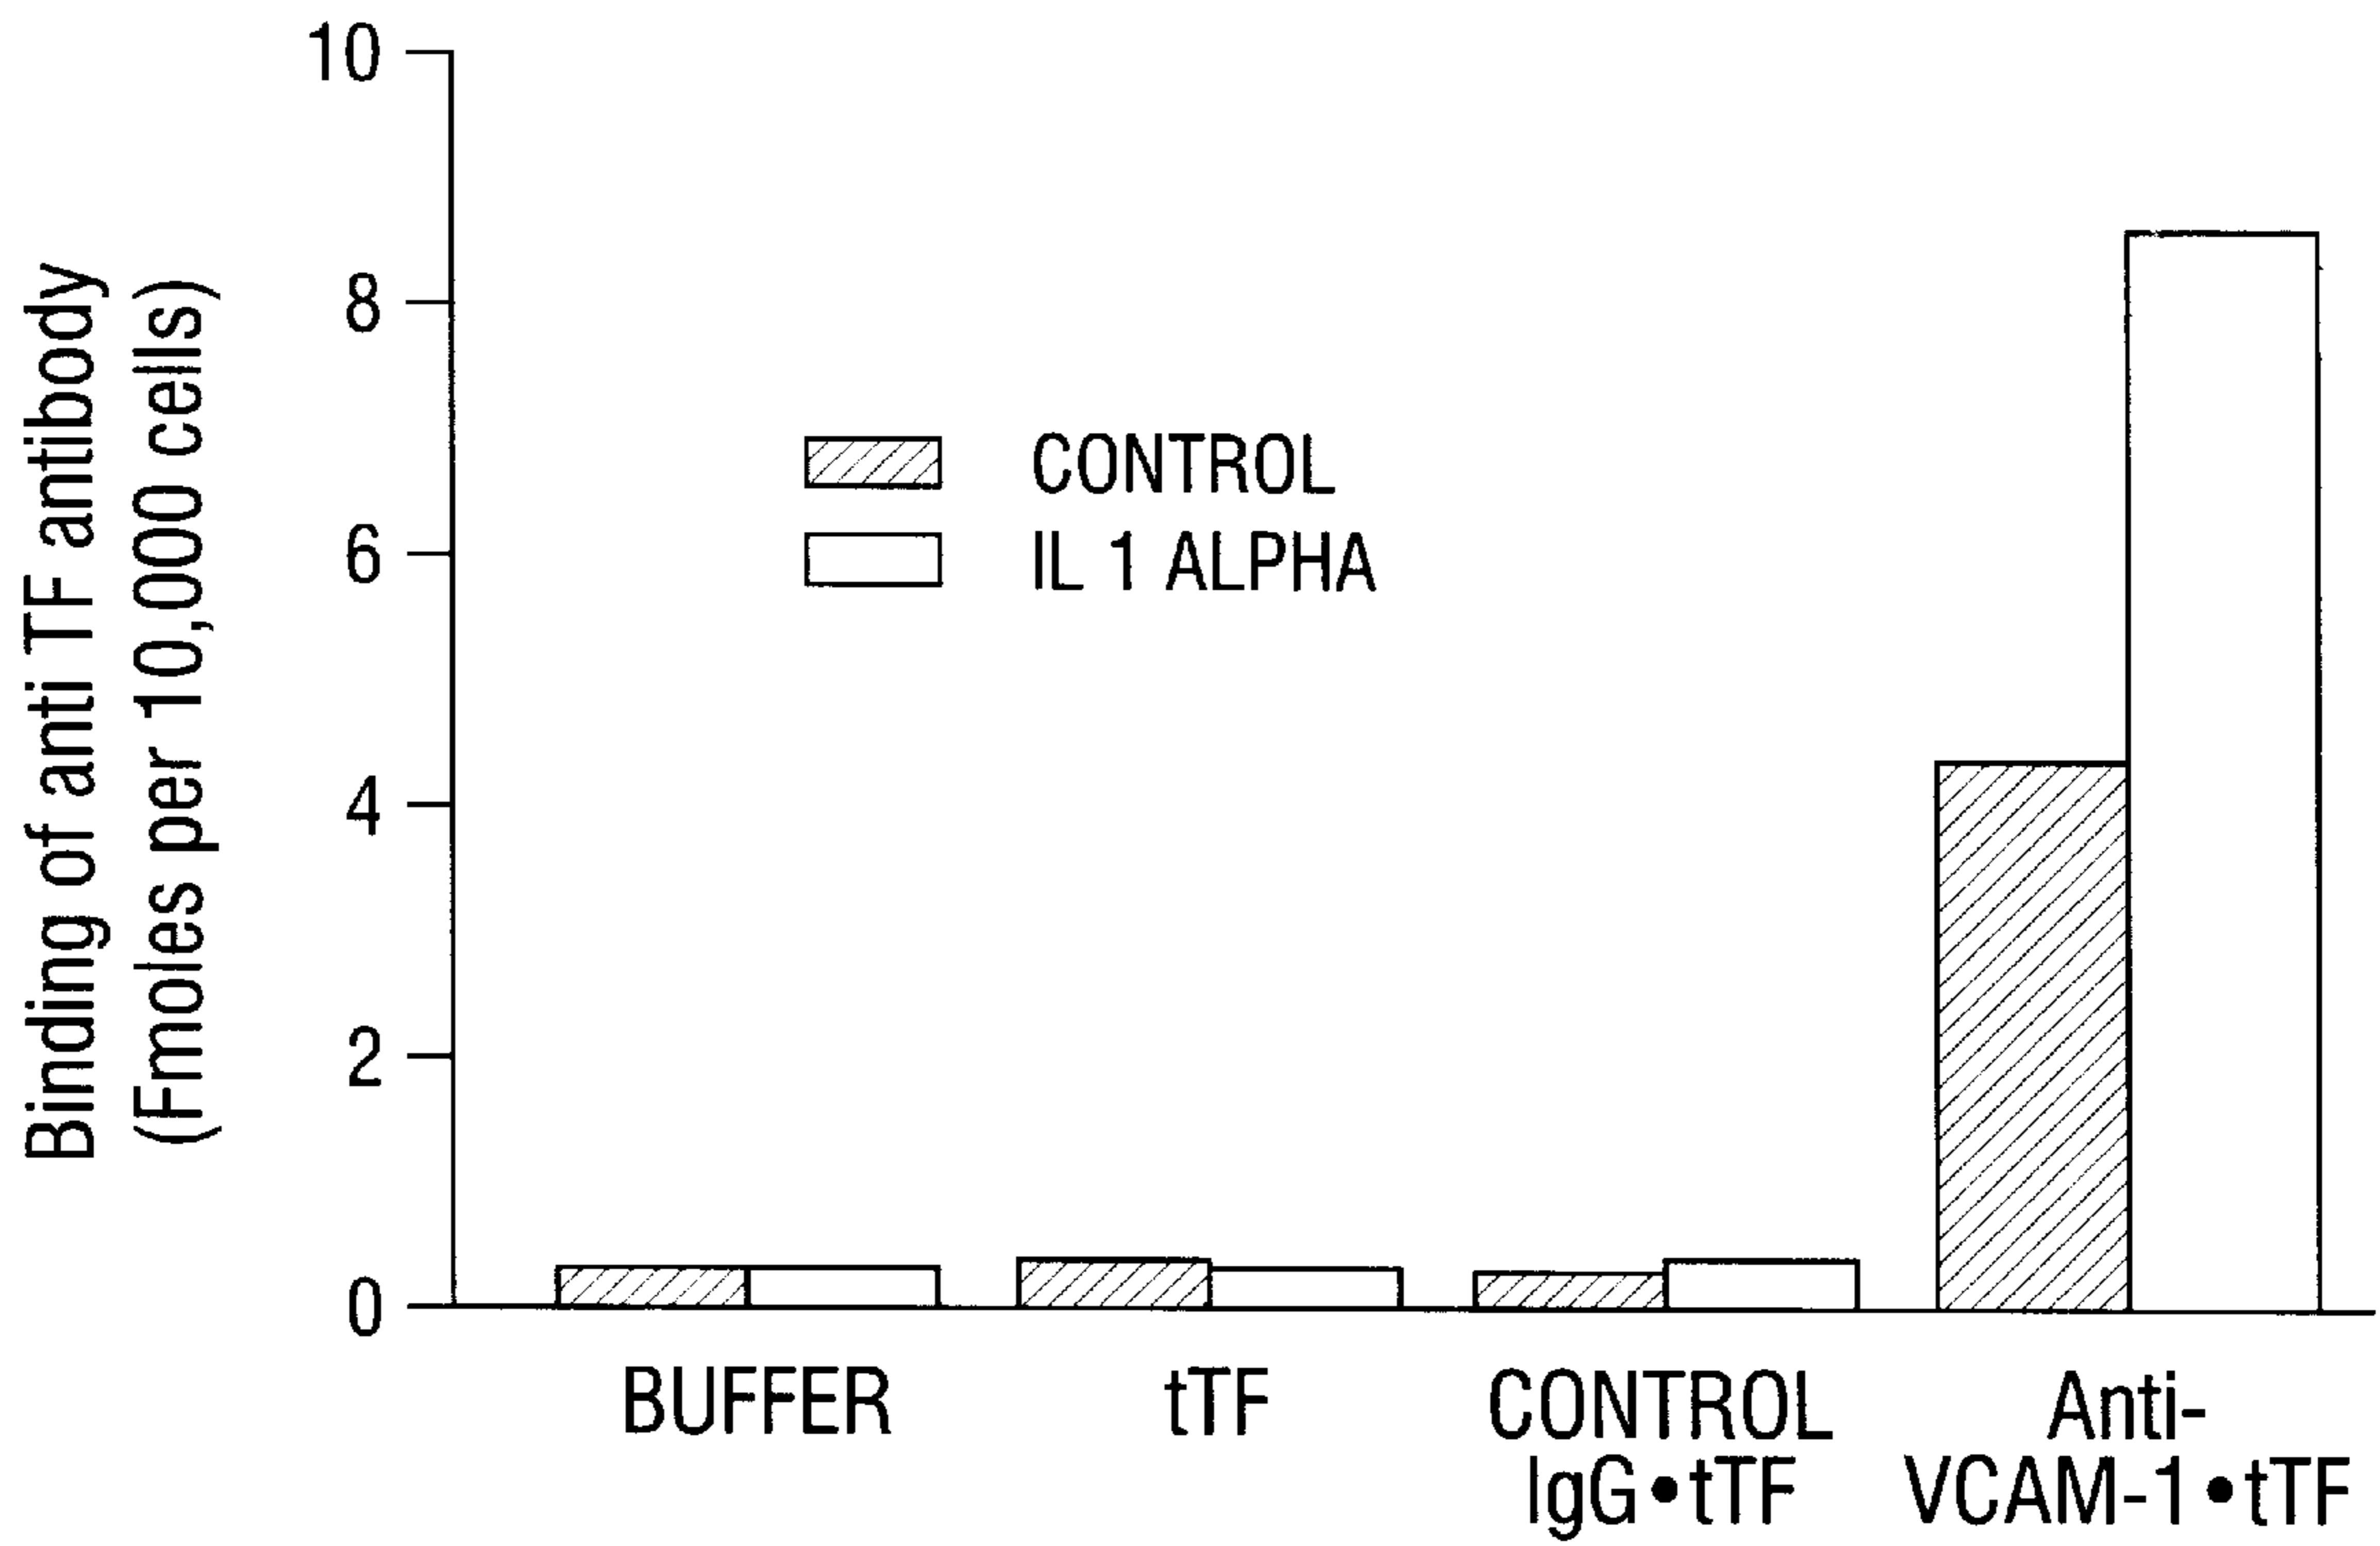 Binding of anti TF antibody
(Fmoles per 10,000 cells)
10
8
6
4
2
0
CONTROL
IL 1 ALPHA
BUFFER
tTF
CONTROL
IgG•tTF
Anti-
VCAM-1•tTF